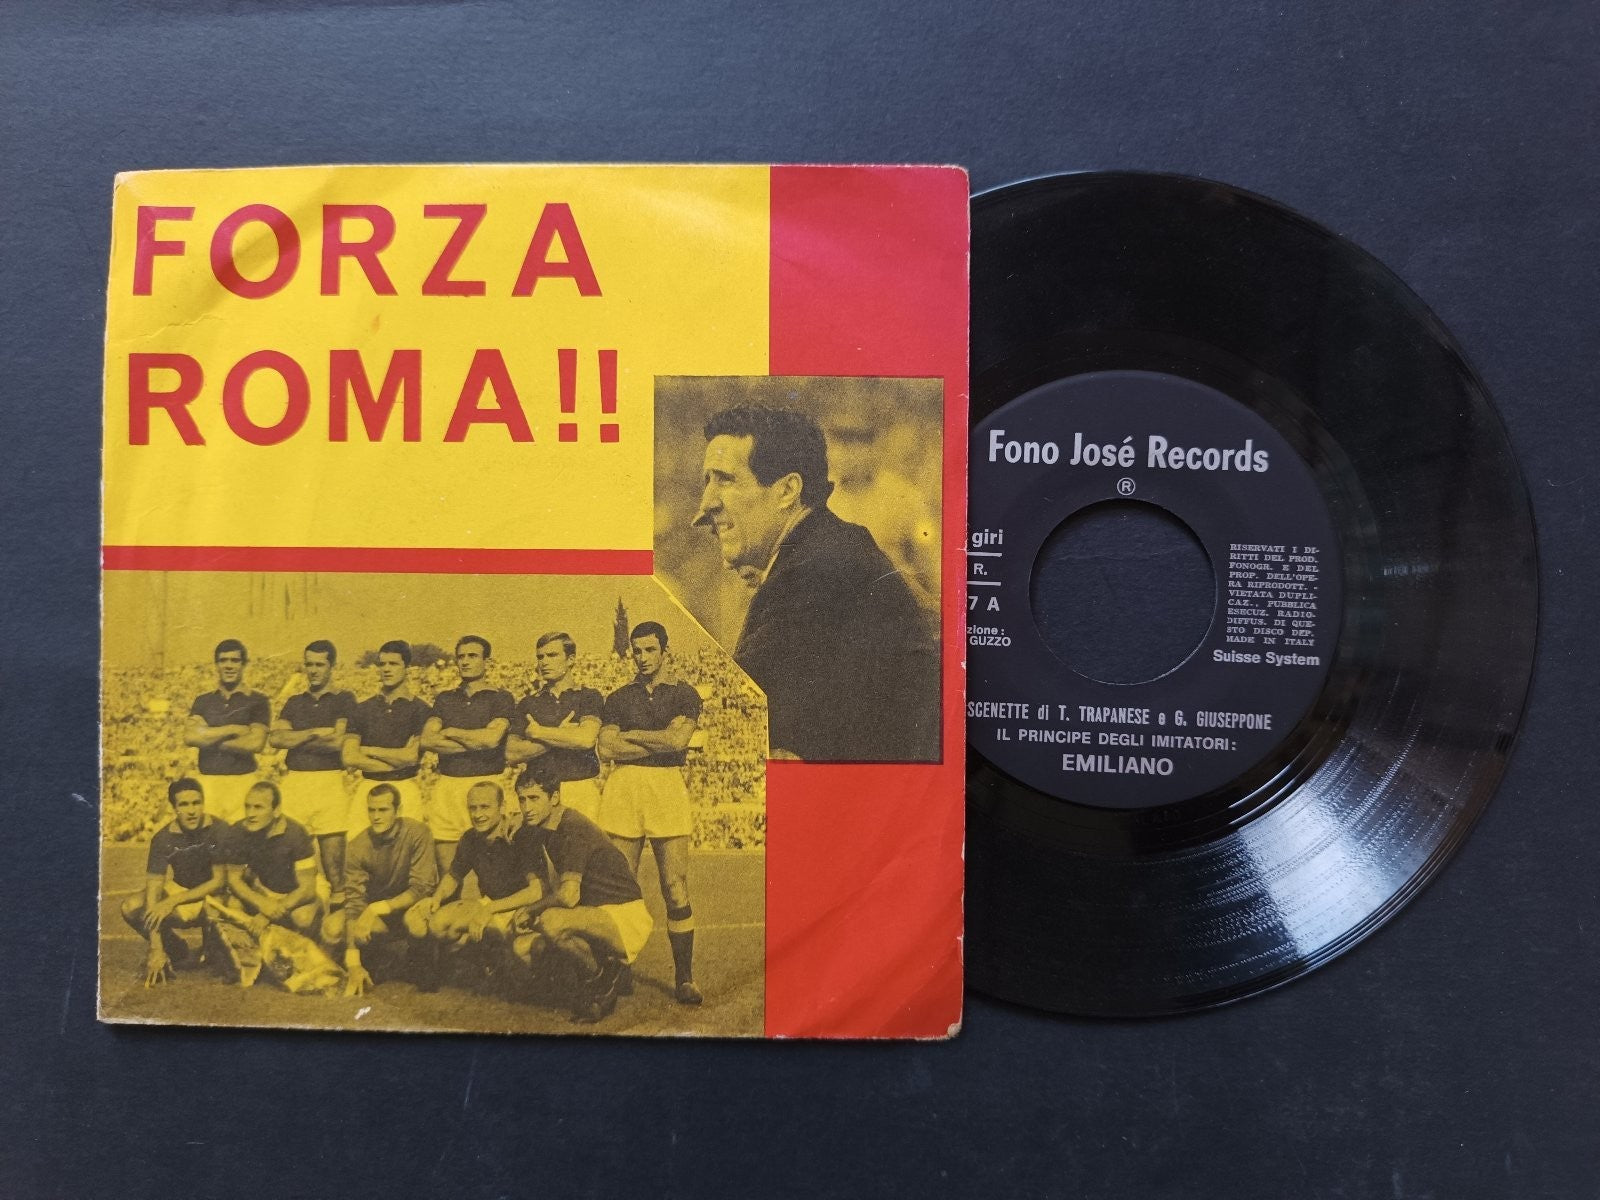 FORZA
ROMA!!
Fono José Records
®
giri
R.
7 A
zione:
GUZZO
RISERVATI I DI-
RITTI DEL PROD.
FONOGR. E DEL
PROP. DELL'OPE-
RA RIPRODOTT. -
VIETATA DUPLI-
CAZ., PUBBLICA
ESECUZ. RADIO-
DIFFUS. DI QUE-
STO DISCO DEP.
MADE IN ITALY
Suisse System
SCENETTE di T. TRAPANESE e G. GIUSEPPONE
IL PRINCIPE DEGLI IMITATORI:
EMILIANO